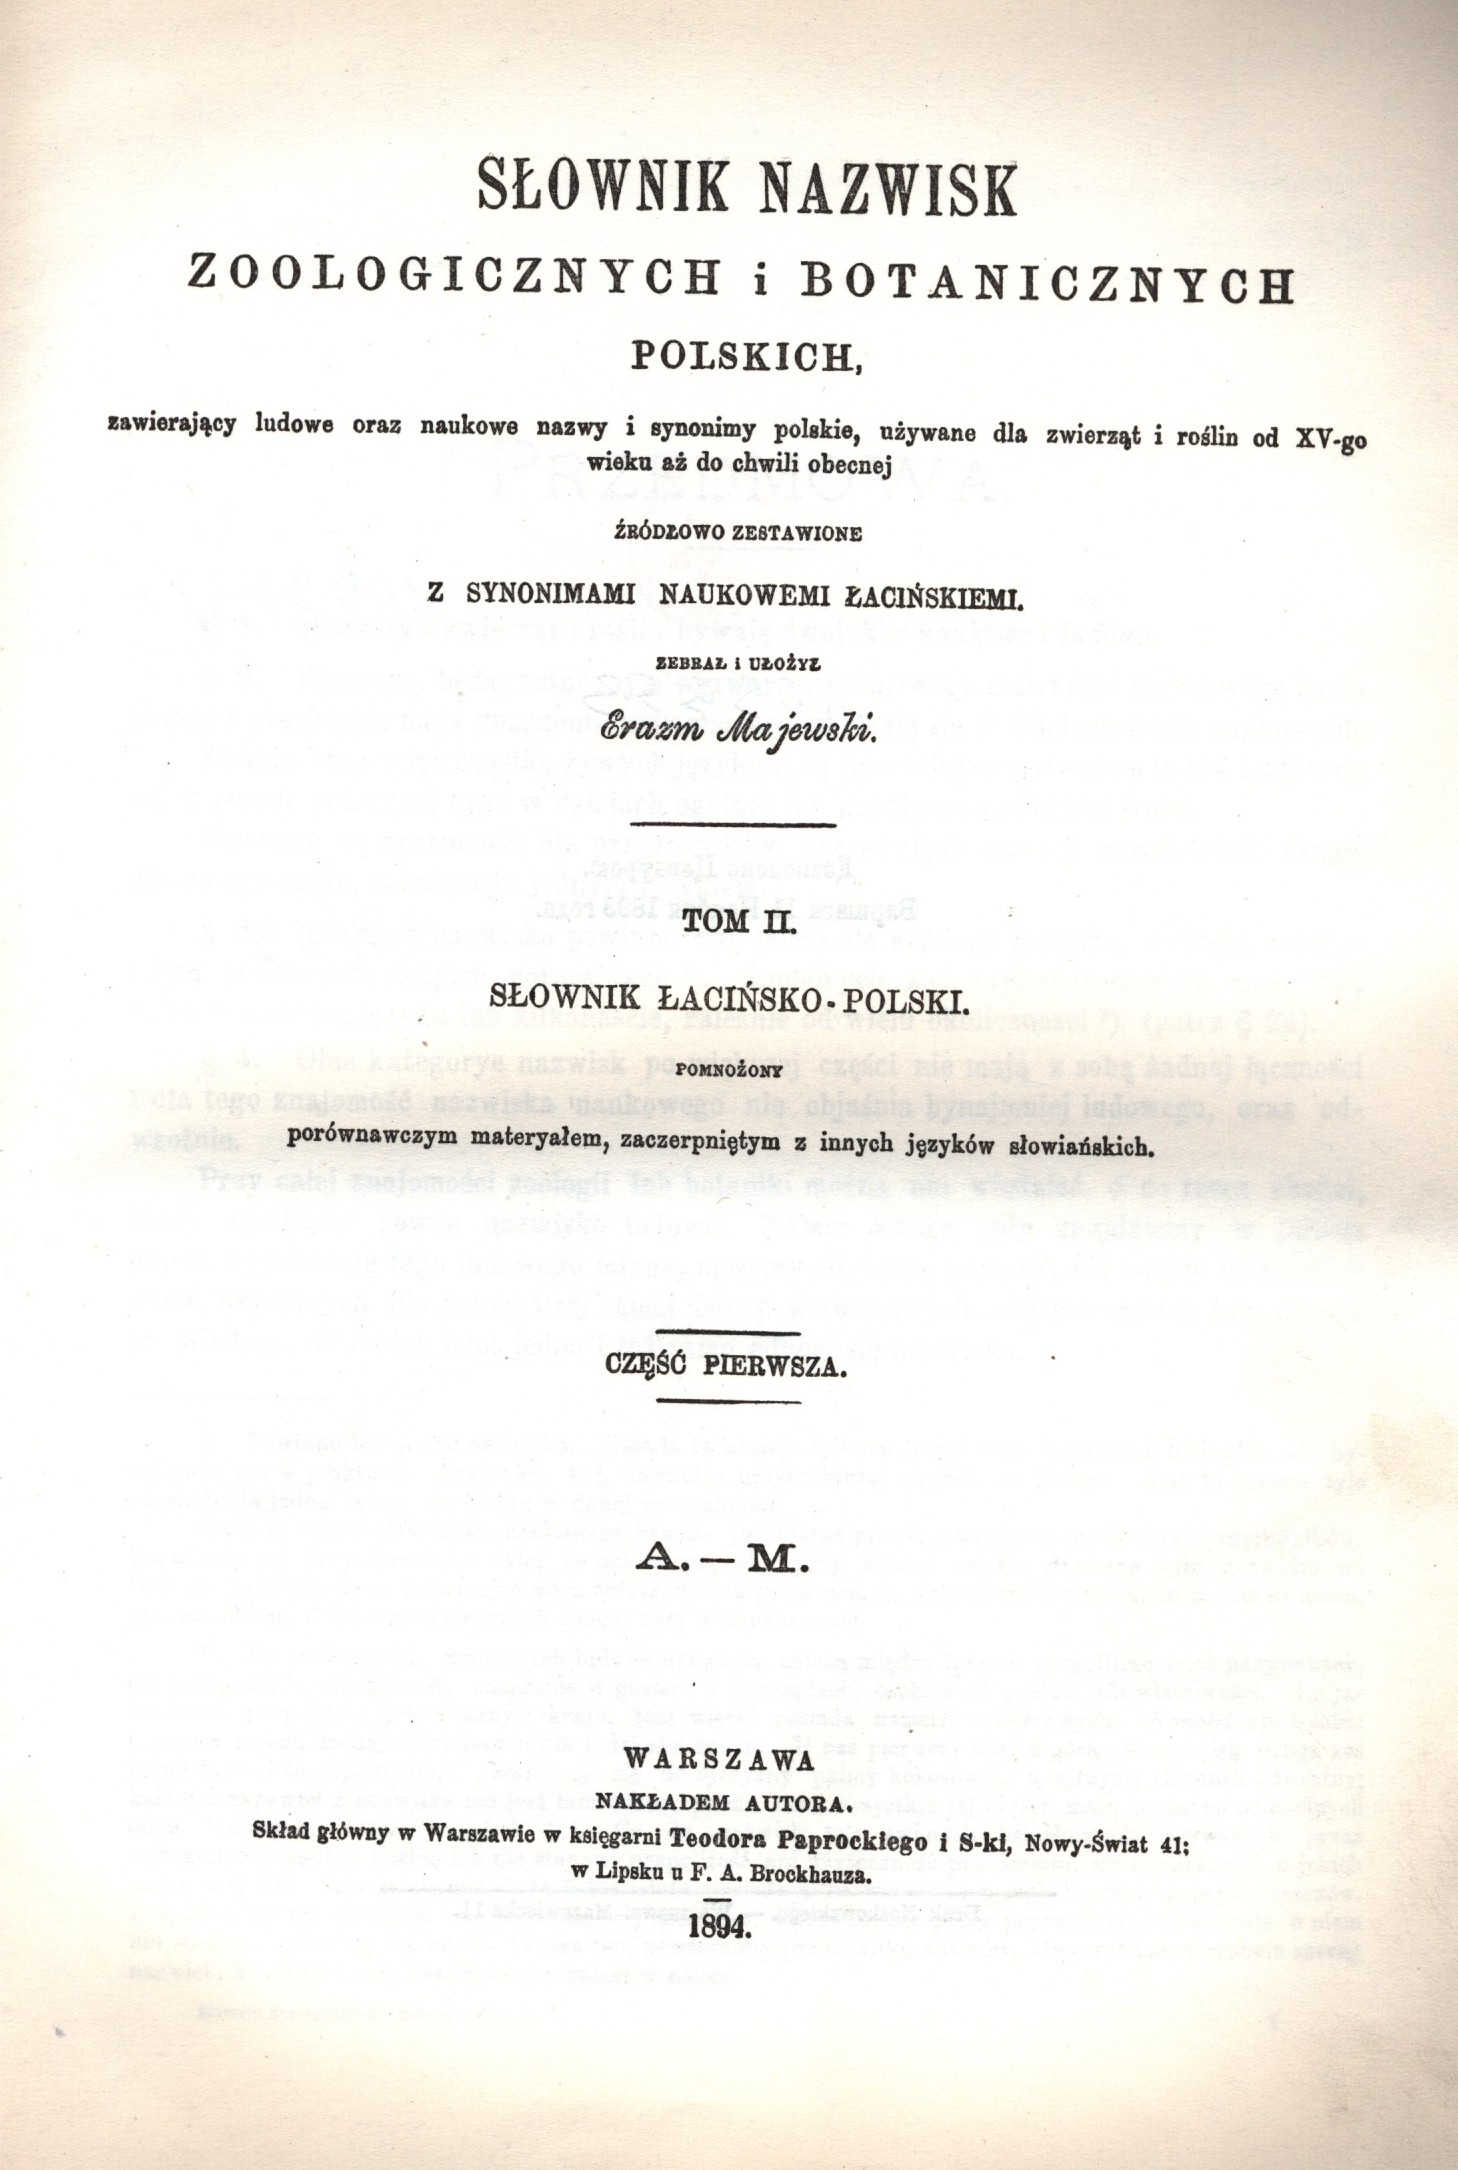 SŁOWNIK NAZWISK
ZOOLOGICZNYCH i BOTANICZNYCH
POLSKICH,
zawierający ludowe oraz naukowe nazwy i synonimy polskie, używane dla zwierząt i roślin od XV-go
wieku aż do chwili obecnej
ŹRÓDŁOWO ZESTAWIONE
Z SYNONIMAMI NAUKOWEMI ŁACIŃSKIEMI.
ZEBRAŁ i UŁOŻYŁ
Erazm Majewski.
TOM II.
SŁOWNIK ŁACIŃSKO-POLSKI.
POMNOŻONY
porównawczym materyałem, zaczerpniętym z innych języków słowiańskich.
CZĘŚĆ PIERWSZA.
A.—M.
WARSZAWA
NAKŁADEM AUTORA.
Skład główny w Warszawie w księgarni Teodora Paprockiego i S-ki, Nowy-Świat 41;
w Lipsku u F. A. Brockhauza.
1894.